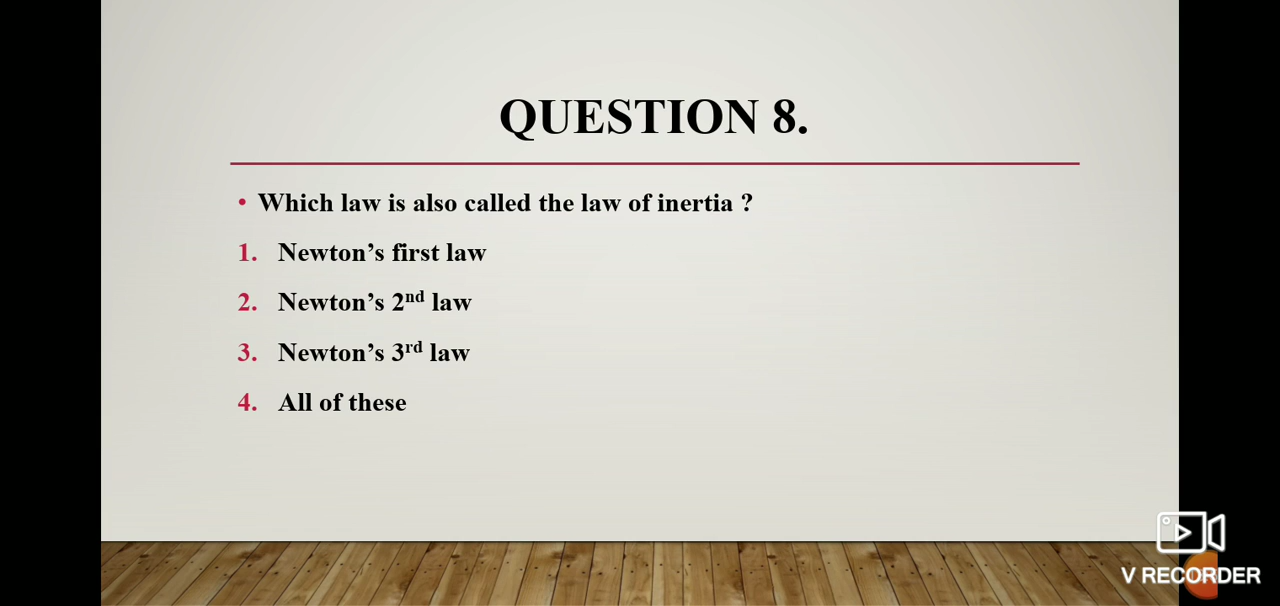 QUESTION 8.
• Which law is also called the law of inertia ?
1. Newton’s first law
2. Newton’s 2nd law
3. Newton’s 3rd law
4. All of these
V RECORDER